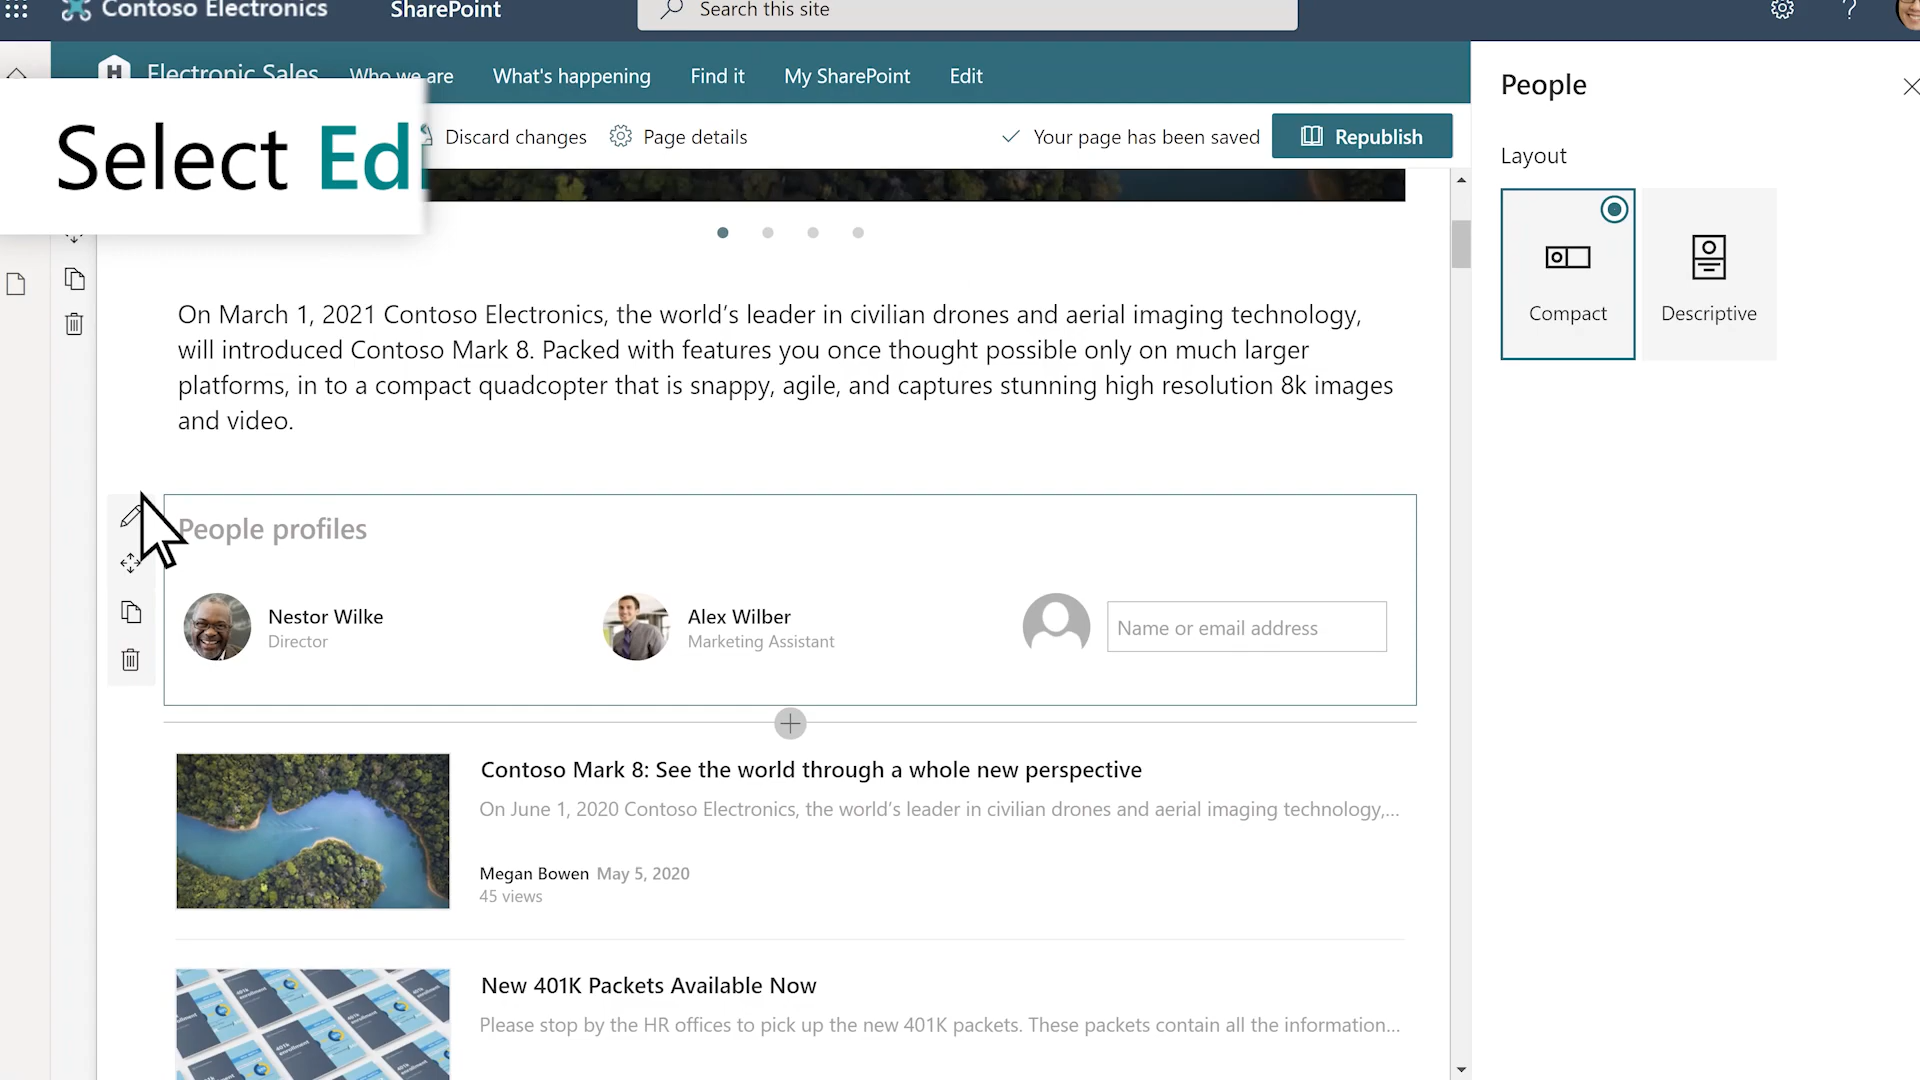 Contoso Electronics
SharePoint
Search this site
Electronic Sales
Who we are
What's happening
Find it
My SharePoint
Edit
Select Ed
Discard changes
Page details
Your page has been saved
Republish
On March 1, 2021 Contoso Electronics, the world’s leader in civilian drones and aerial imaging technology,
will introduced Contoso Mark 8. Packed with features you once thought possible only on much larger
platforms, in to a compact quadcopter that is snappy, agile, and captures stunning high resolution 8k images
and video.
People profiles
Nestor Wilke
Director
Alex Wilber
Marketing Assistant
Name or email address
Contoso Mark 8: See the world through a whole new perspective
On June 1, 2020 Contoso Electronics, the world’s leader in civilian drones and aerial imaging technology,...
Megan Bowen May 5, 2020
45 views
New 401K Packets Available Now
Please stop by the HR offices to pick up the new 401K packets. These packets contain all the information...
People
Layout
Compact
Descriptive